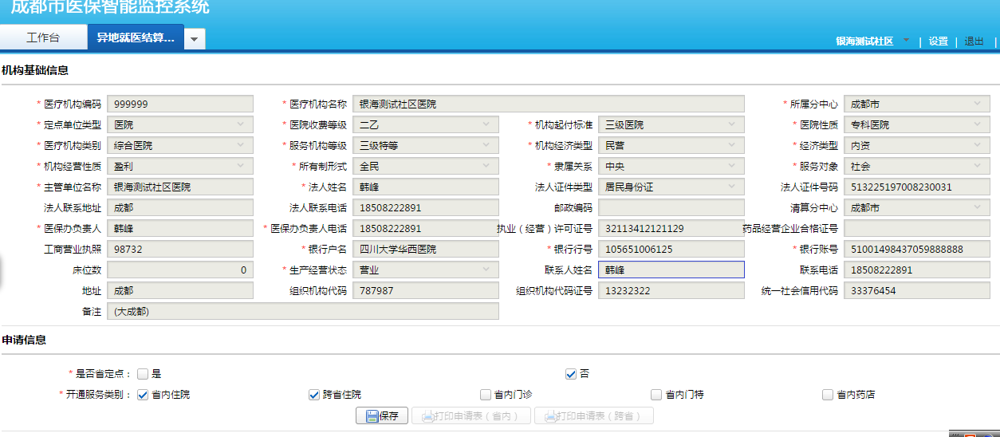 成都市医保智能监控系统
工作台 异地就医结算... 银海测试社区 | 设置 | 退出 |
机构基础信息
* 医疗机构编码 999999 * 医疗机构名称 银海测试社区医院 * 所属分中心 成都市
* 定点单位类型 医院 * 医院收费等级 二乙 * 机构起付标准 三级医院 * 医院性质 专科医院
* 医疗机构类别 综合医院 * 服务机构等级 三级特等 * 机构经济类型 民营 * 经济类型 内资
* 机构经营性质 盈利 * 所有制形式 全民 * 隶属关系 中央 * 服务对象 社会
* 主管单位名称 银海测试社区医院 * 法人姓名 韩峰 法人证件类型 居民身份证 法人证件号码 513225197008230031
法人联系地址 成都 法人联系电话 18508222891 邮政编码 清算分中心 成都市
* 医保办负责人 韩峰 * 医保办负责人电话 18508222891 执业（经营）许可证号 32113412121129 药品经营企业合格证号
工商营业执照 98732 * 银行户名 四川大学华西医院 * 银行行号 105651006125 * 银行账号 51001498437059888888
床位数 0 * 生产经营状态 营业 联系人姓名 韩峰 联系电话 18508222891
地址 成都 组织机构代码 787987 组织机构代码证号 13232322 统一社会信用代码 33376454
备注 (大成都)
申请信息
* 是否省定点： 是 否
* 开通服务类别： 省内住院 跨省住院 省内门诊 省内门特 省内药店
保存 打印申请表（省内） 打印申请表（跨省）